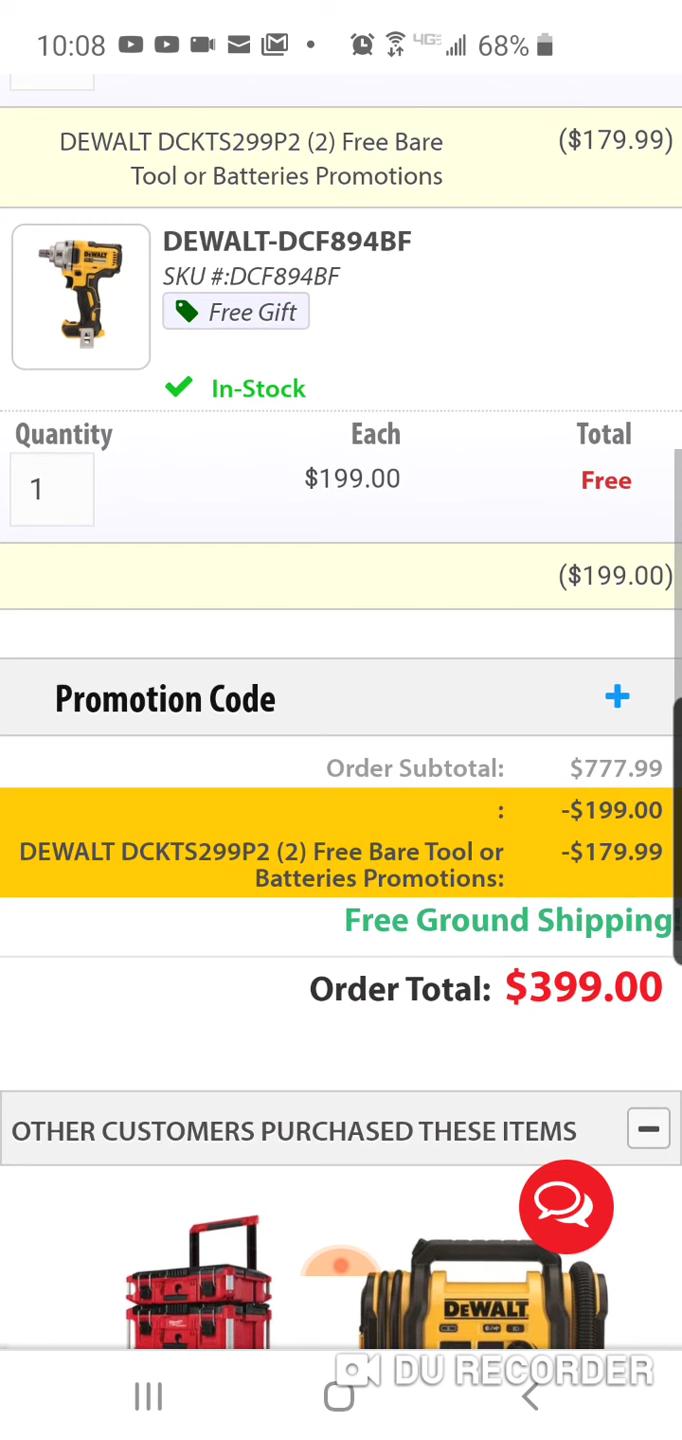 10:08 4G 68%
DEWALT DCKTS299P2 (2) Free Bare ($179.99)
Tool or Batteries Promotions
DEWALT-DCF894BF
SKU #:DCF894BF
Free Gift
In-Stock
Quantity Each Total
1 $199.00 Free
($199.00)
Promotion Code +
Order Subtotal: $777.99
: -$199.00
DEWALT DCKTS299P2 (2) Free Bare Tool or -$179.99
Batteries Promotions:
Free Ground Shipping!
Order Total: $399.00
OTHER CUSTOMERS PURCHASED THESE ITEMS
DEWALT
DU RECORDER